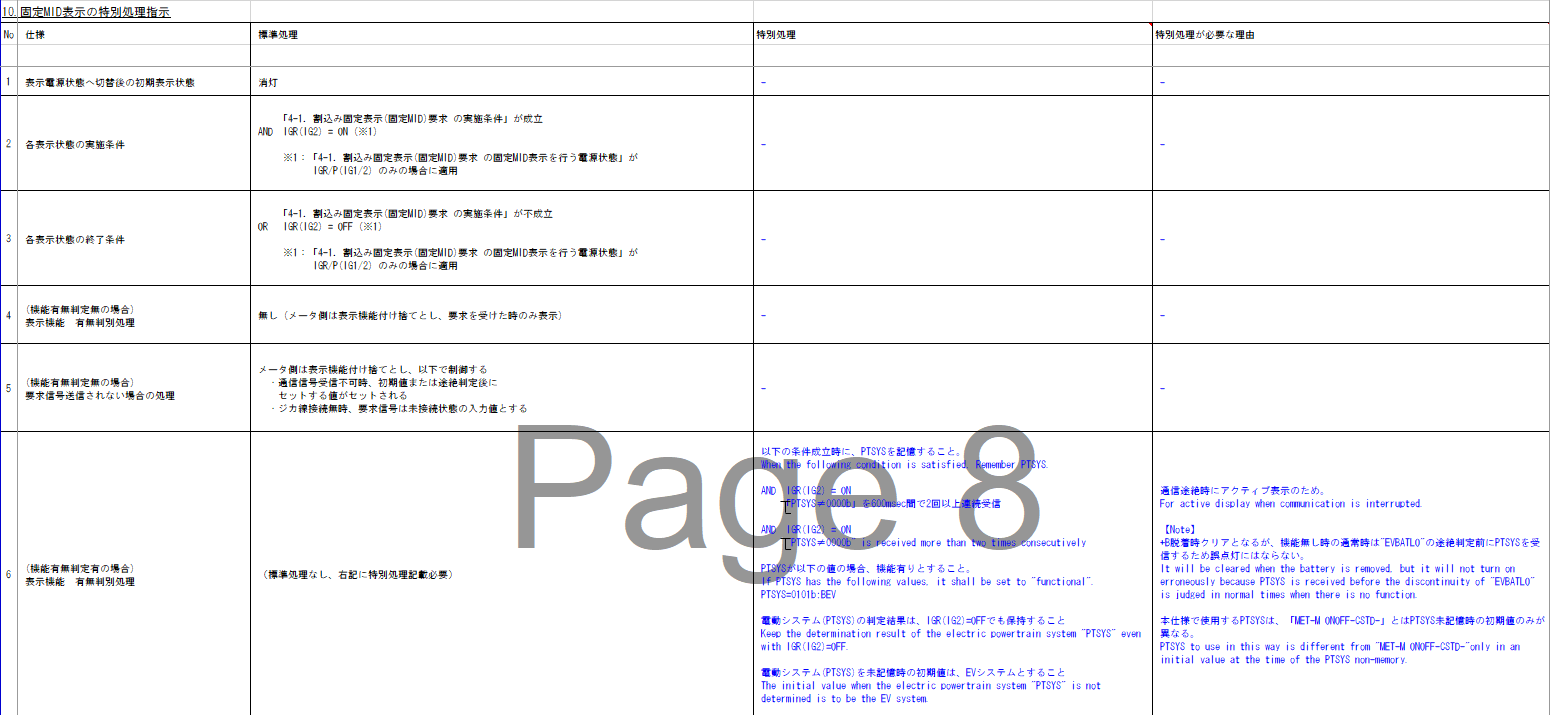 10. 固定MID表示の特別処理指示
No 仕様 標準処理 特別処理 特別処理が必要な理由
1 表示電源状態へ切替後の初期表示状態 消灯 - -
2 各表示状態の実施条件
「4-1. 割込み固定表示(固定MID)要求 の実施条件」が成立
AND IGR(IG2) = ON (※1)
※1：「4-1. 割込み固定表示(固定MID)要求 の固定MID表示を行う電源状態」が
IGR/P(IG1/2) のみの場合に適用
- -
3 各表示状態の終了条件
「4-1. 割込み固定表示(固定MID)要求 の実施条件」が不成立
OR IGR(IG2) = OFF (※1)
※1：「4-1. 割込み固定表示(固定MID)要求 の固定MID表示を行う電源状態」が
IGR/P(IG1/2) のみの場合に適用
- -
4 (機能有無判定無の場合)
表示機能　有無判別処理
無し（メータ側は表示機能付け捨てとし、要求を受けた時のみ表示）
- -
5 (機能有無判定無の場合)
要求信号送信されない場合の処理
メータ側は表示機能付け捨てとし、以下で制御する
・通信信号受信不可時、初期値または途絶判定後に
セットする値がセットされる
・ジカ線接続無時、要求信号は未接続状態の入力値とする
- -
6 (機能有無判定有の場合)
表示機能　有無判別処理
（標準処理なし、右記に特別処理記載必要）
以下の条件成立時に、PTSYSを記憶すること。
When the following condition is satisfied, Remember PTSYS.
AND IGR(IG2) = ON
「PTSYS≠0000b」を600msec間で2回以上連続受信
AND IGR(IG2) = ON
"PTSYS≠0000b" is received more than two times consecutively
PTSYSが以下の値の場合、機能有りとすること。
If PTSYS has the following values, it shall be set to "functional".
PTSYS=0101b:BEV
電動システム(PTSYS)の判定結果は、IGR(IG2)=OFFでも保持すること
Keep the determination result of the electric powertrain system "PTSYS" even
with IGR(IG2)=OFF.
電動システム(PTSYS)を未記憶時の初期値は、EVシステムとすること
The initial value when the electric powertrain system "PTSYS" is not
determined is to be the EV system.
通信途絶時にアクティブ表示のため。
For active display when communication is interrupted.
【Note】
+B脱着時クリアとなるが、機能無し時の通常時は"EVBATLO"の途絶判定前にPTSYSを受
信するため誤点灯にはならない。
It will be cleared when the battery is removed, but it will not turn on
erroneously because PTSYS is received before the discontinuity of "EVBATLO"
is judged in normal times when there is no function.
本仕様で使用するPTSYSは、「MET-M_ONOFF-CSTD-」とはPTSYS未記憶時の初期値のみが
異なる。
PTSYS to use in this way is different from "MET-M_ONOFF-CSTD-"only in an
initial value at the time of the PTSYS non-memory.
Page 8